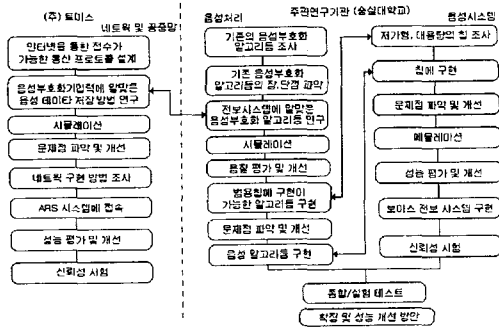 (주) 토미스
네트웍 및 공중망
인터넷을 통한 접수가
가능한 통신 프로토콜 설계
음성부호화기법에 알맞은
음성 데이타 저장방법 연구
시뮬레이션
문제점 파악 및 개선
네트웍 구현 방법 조사
ARS 시스템에 접속
성능 평가 및 개선
신뢰성 시험
주관연구기관 (숭실대학교)
음성처리
기존의 음성부호화
알고리듬 조사
기존 음성부호화
알고리듬의 장,단점 파악
전보시스템에 알맞은
음성부호화 알고리듬 연구
시뮬레이션
음질 평가 및 개선
범용칩에 구현이
가능한 알고리듬 구현
문제점 파악 및 개선
음성 알고리듬 구현
음성시스템
저가형, 대용량의 칩 조사
칩에 구현
문제점 파악 및 개선
에뮬레이션
성능 평가 및 개선
보이스 전보 시스템 구현
신뢰성 시험
종합/실험 테스트
확장 및 성능 개선 방안